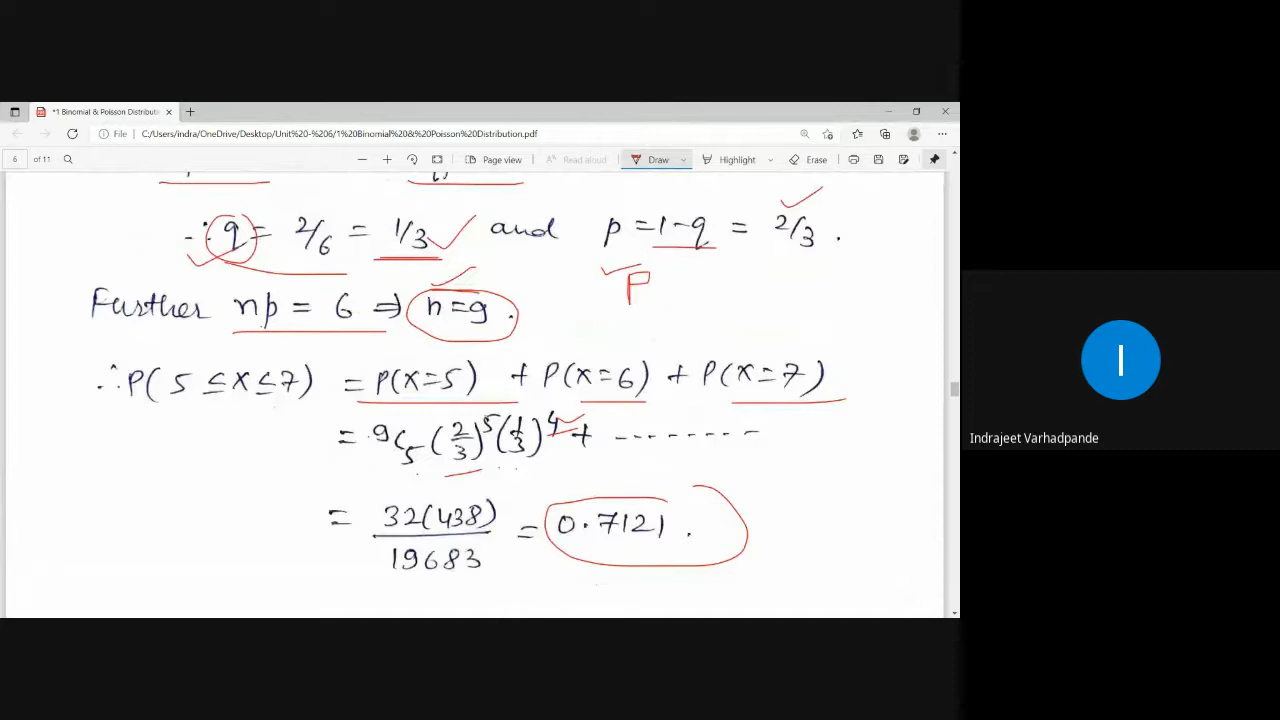 *1 Binomial & Poisson Distributi
File C:/Users/indra/OneDrive/Desktop/Unit%20-%206/1%20Binomial%20&%20Poisson%20Distribution.pdf
6 of 11 Page view Read aloud Draw Highlight Erase
∴ q = 2/6 = 1/3 and p = 1-q = 2/3 .
P
Further np = 6 ⇒ n = 9 .
∴ P( 5 ≤ X ≤ 7) = P(X=5) + P(X=6) + P(X=7)
= 9C5 (2/3)^5 (1/3)^4 + --------
= 32(438)/19683 = 0.7121 .
I
Indrajeet Varhadpande